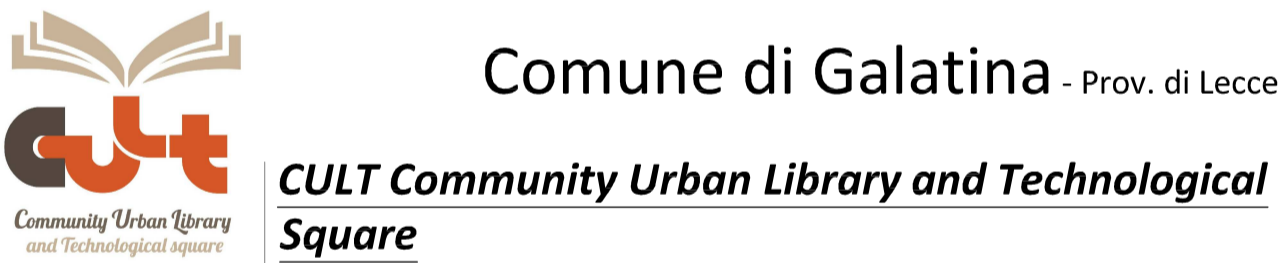 cult
Community Urban Library
and Technological square
Comune di Galatina - Prov. di Lecce
CULT Community Urban Library and Technological
Square